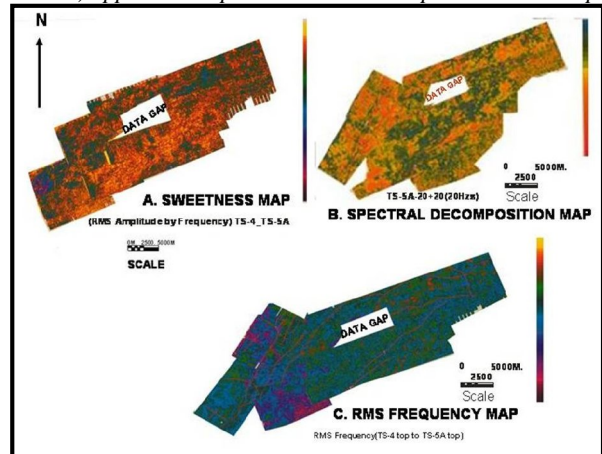 N
DATA GAP
A. SWEETNESS MAP
(RMS Amplitude by Frequency) TS-4_TS-5A
0M. 2500 5000M
SCALE
DATA GAP
0 5000M.
2500
Scale
TS-5A-20+20(20Hz)
B. SPECTRAL DECOMPOSITION MAP
DATA GAP
0 5000M.
2500
Scale
C. RMS FREQUENCY MAP
RMS Frequency(TS-4 top to TS-5A top)